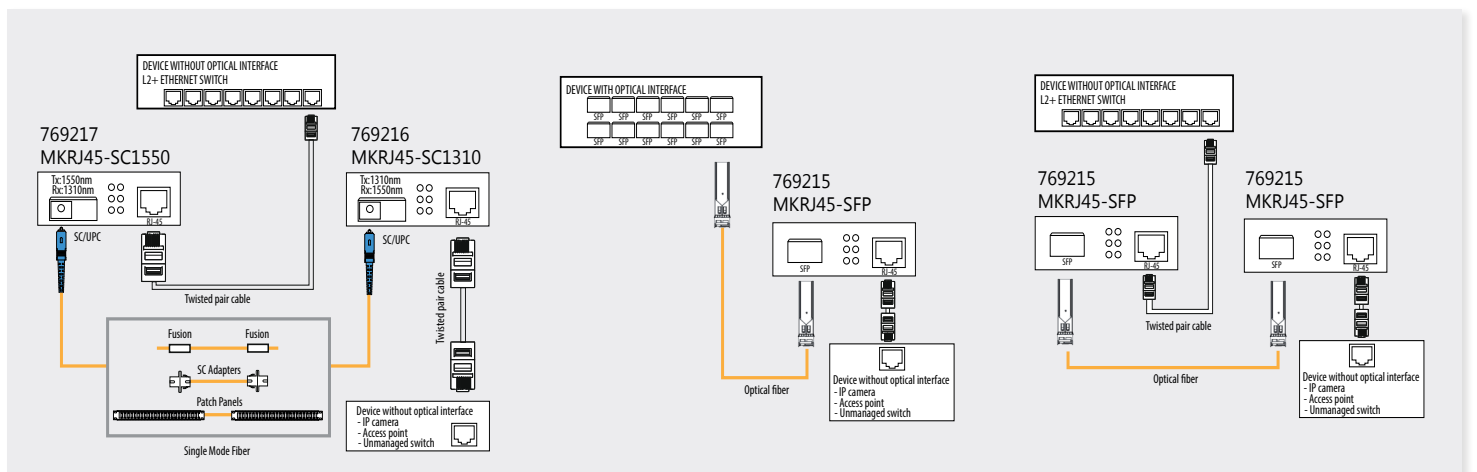 DEVICE WITHOUT OPTICAL INTERFACE
L2+ ETHERNET SWITCH
769217
MKRJ45-SC1550
Tx:1550nm
Rx:1310nm
RJ-45
SC/UPC
769216
MKRJ45-SC1310
Tx:1310nm
Rx:1550nm
RJ-45
SC/UPC
Twisted pair cable
Twisted pair cable
Fusion
Fusion
SC Adapters
Patch Panels
Single Mode Fiber
Device without optical interface
- IP camera
- Access point
- Unmanaged switch
DEVICE WITH OPTICAL INTERFACE
SFP SFP SFP SFP SFP SFP
SFP SFP SFP SFP SFP SFP
769215
MKRJ45-SFP
SFP
RJ-45
Optical fiber
Device without optical interface
- IP camera
- Access point
- Unmanaged switch
DEVICE WITHOUT OPTICAL INTERFACE
L2+ ETHERNET SWITCH
769215
MKRJ45-SFP
SFP
RJ-45
769215
MKRJ45-SFP
SFP
RJ-45
Twisted pair cable
Optical fiber
Device without optical interface
- IP camera
- Access point
- Unmanaged switch